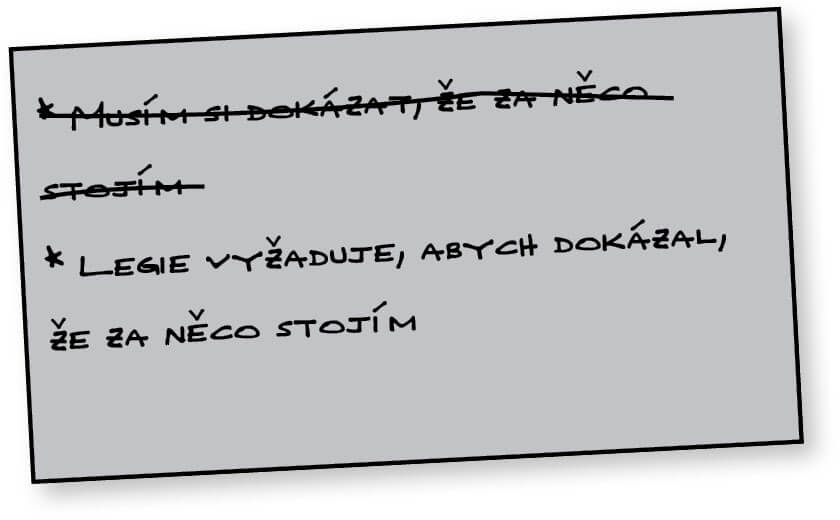 * Musím si dokázat, že za něco
stojím
* Legie vyžaduje, abych dokázal,
že za něco stojím